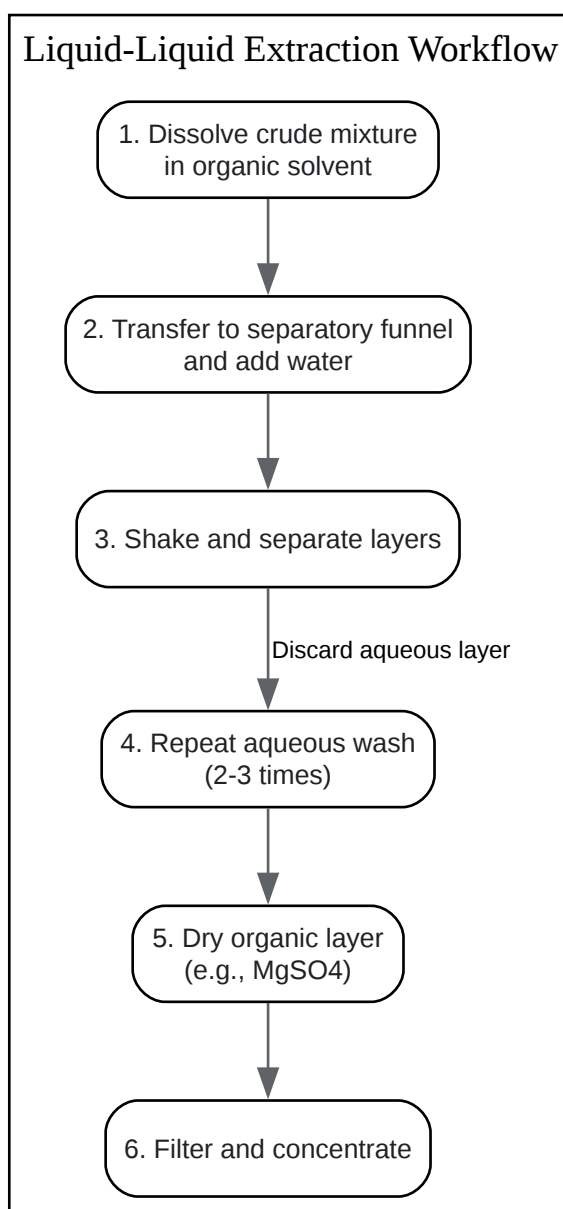 Liquid-Liquid Extraction Workflow
1. Dissolve crude mixture
in organic solvent
2. Transfer to separatory funnel
and add water
3. Shake and separate layers
Discard aqueous layer
4. Repeat aqueous wash
(2-3 times)
5. Dry organic layer
(e.g., MgSO4)
6. Filter and concentrate